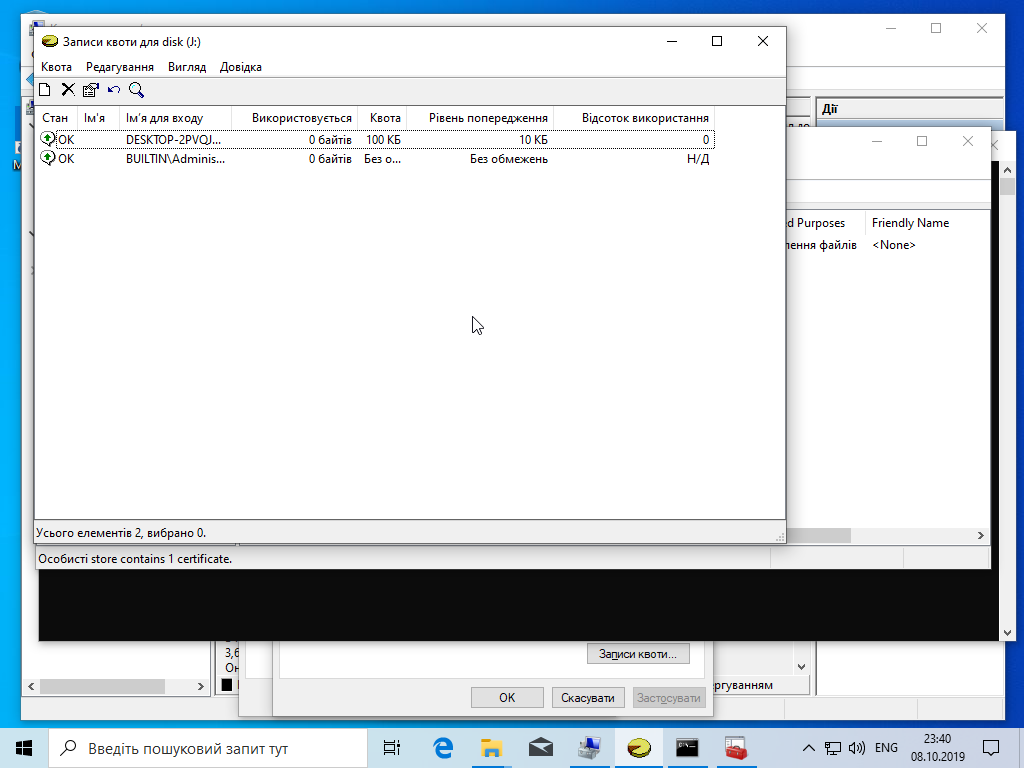 Записи квоти для disk (J:)
Квота Редагування Вигляд Довідка
Стан Ім'я Ім'я для входу Використовується Квота Рівень попередження Відсоток використання
OK DESKTOP-2PVQJ... 0 байтів 100 КБ 10 КБ 0
OK BUILTIN\Adminis... 0 байтів Без о... Без обмежень Н/Д
Усього елементів 2, вибрано 0.
Дії
d Purposes Friendly Name
лення файлів <None>
Особисті store contains 1 certificate.
3,6
Он
Записи квоти...
ргуванням
OK Скасувати Застосувати
Введіть пошуковий запит тут
ENG
23:40
08.10.2019